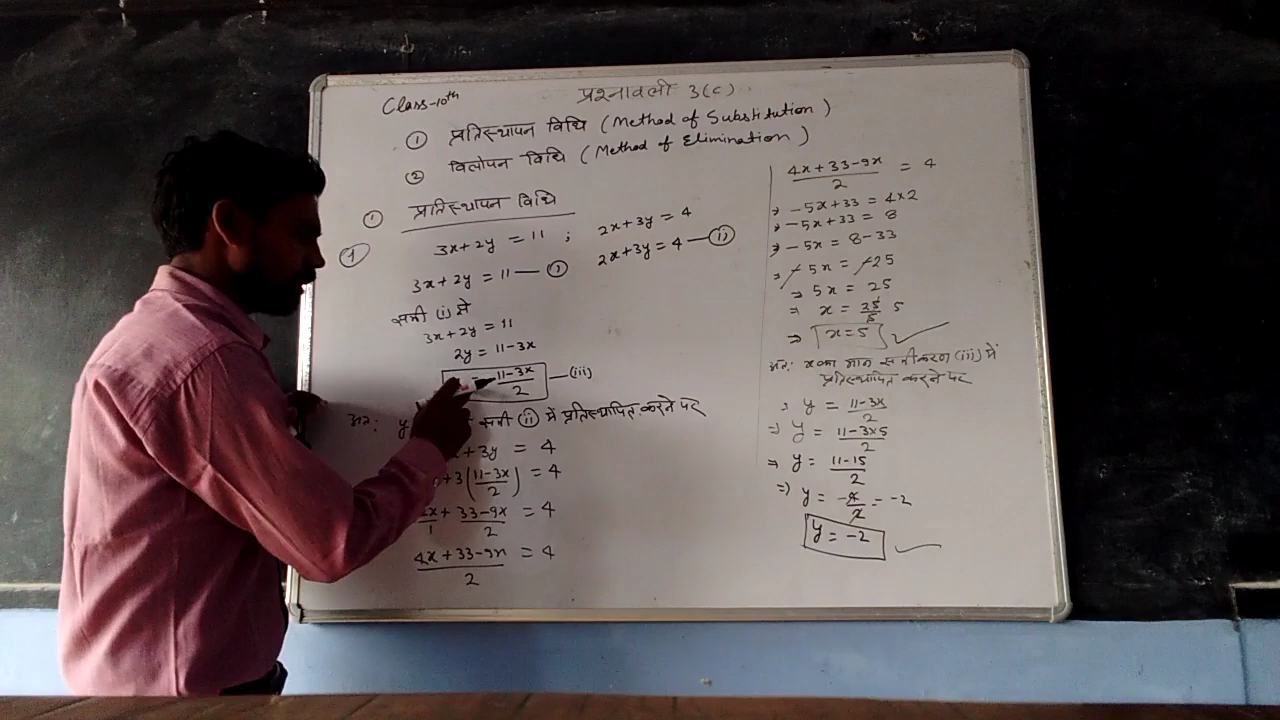 Class-10th
प्रश्नावली 3(c)
① प्रतिस्थापन विधि (Method of Substitution)
② विलोपन विधि (Method of Elimination)
① प्रतिस्थापन विधि
① 3x+2y = 11 ; 2x+3y = 4
3x+2y = 11 — ① 2x+3y = 4 — (ii)
समी (i) से
3x+2y = 11
2y = 11-3x
11-3x/2 — (iii)
अत: y समी (ii) में प्रतिस्थापित करने पर
+3y = 4
+3(11-3x/2) = 4
2x/1 + 33-9x/2 = 4
4x+33-9x/2 = 4
4x+33-9x/2 = 4
⇒ -5x+33 = 4×2
⇒ -5x+33 = 8
⇒ -5x = 8-33
⇒ -5x = -25
⇒ 5x = 25
⇒ x = 25/5 5
⇒ x=5 ✓
अत: x का मान समीकरण (iii) में
प्रतिस्थापित करने पर
∴ y = 11-3x/2
⇒ y = 11-3×5/2
⇒ y = 11-15/2
⇒ y = -4/2 = -2
y = -2 ✓